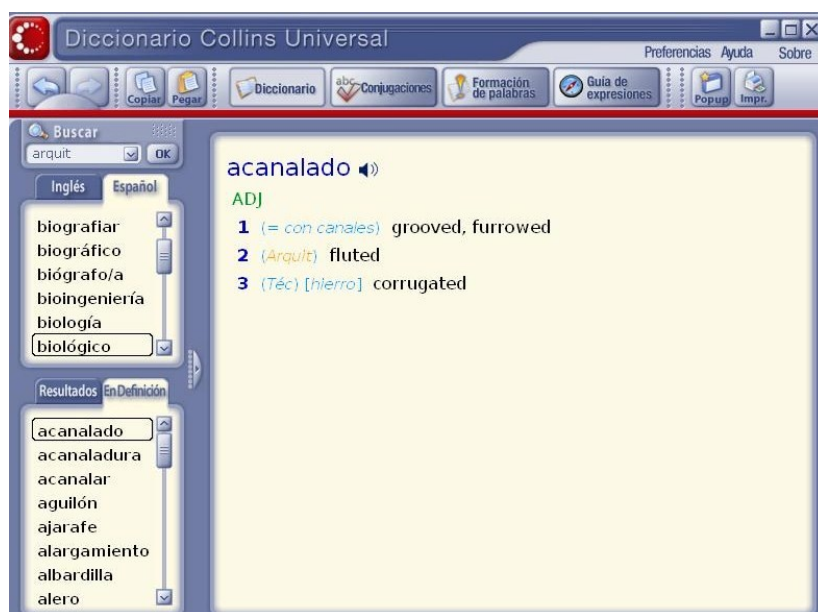 Diccionario Collins Universal
Preferencias Ayuda Sobre
Copiar Pegar Diccionario abc Conjugaciones Formación de palabras Guia de expresiones Popup Impr.
Buscar
arquit OK
Inglés Español
biografiar
biográfico
biógrafo/a
bioingeniería
biología
biológico
Resultados En Definición
acanalado
acanaladura
acanalar
aguilón
ajarafe
alargamiento
albardilla
alero
acanalado
ADJ
1 (= con canales) grooved, furrowed
2 (Arquit) fluted
3 (Téc) [hierro] corrugated